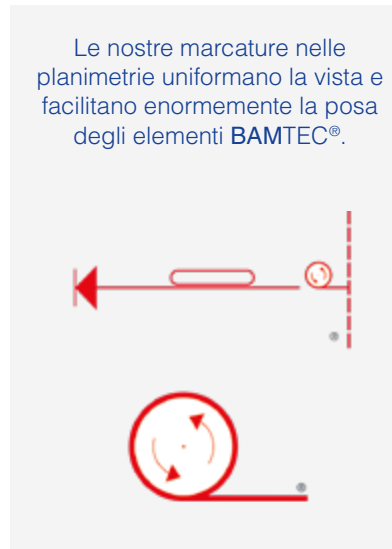 Le nostre marcature nelle
planimetrie uniformano la vista e
facilitano enormemente la posa
degli elementi BAMTEC®.
®
®